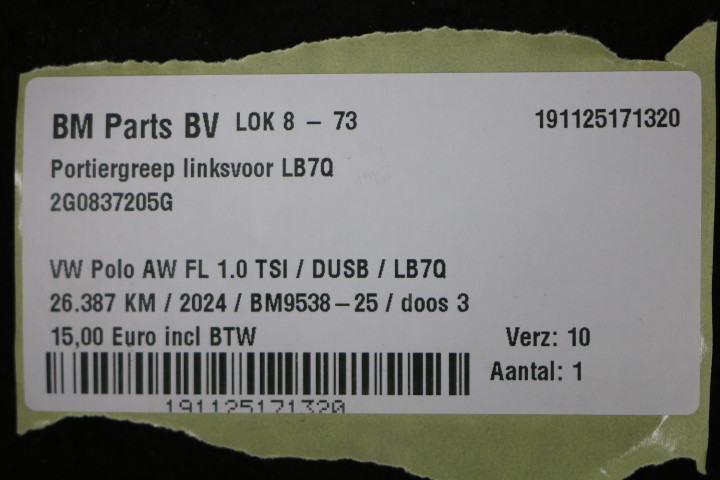 BM Parts BV LOK 8 – 73 191125171320
Portiergreep linksvoor LB7Q
2G0837205G
VW Polo AW FL 1.0 TSI / DUSB / LB7Q
26.387 KM / 2024 / BM9538–25 / doos 3
15,00 Euro incl BTW Verz: 10
Aantal: 1
191125171320